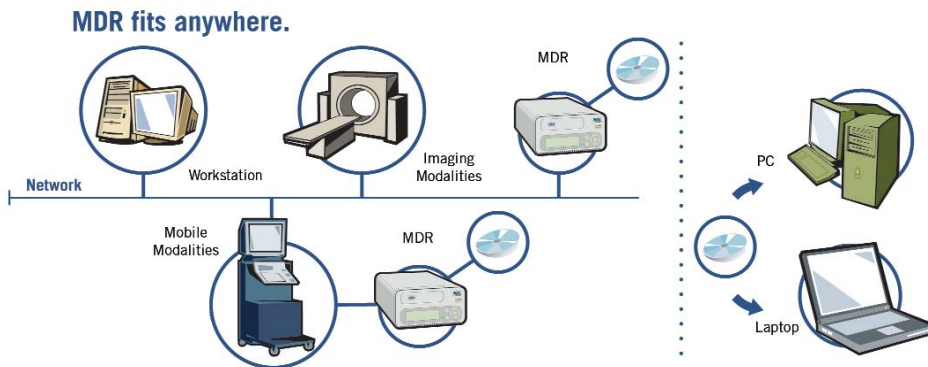 MDR fits anywhere.
MDR
Workstation
Imaging
Modalities
Network
PC
Mobile
Modalities
MDR
Laptop